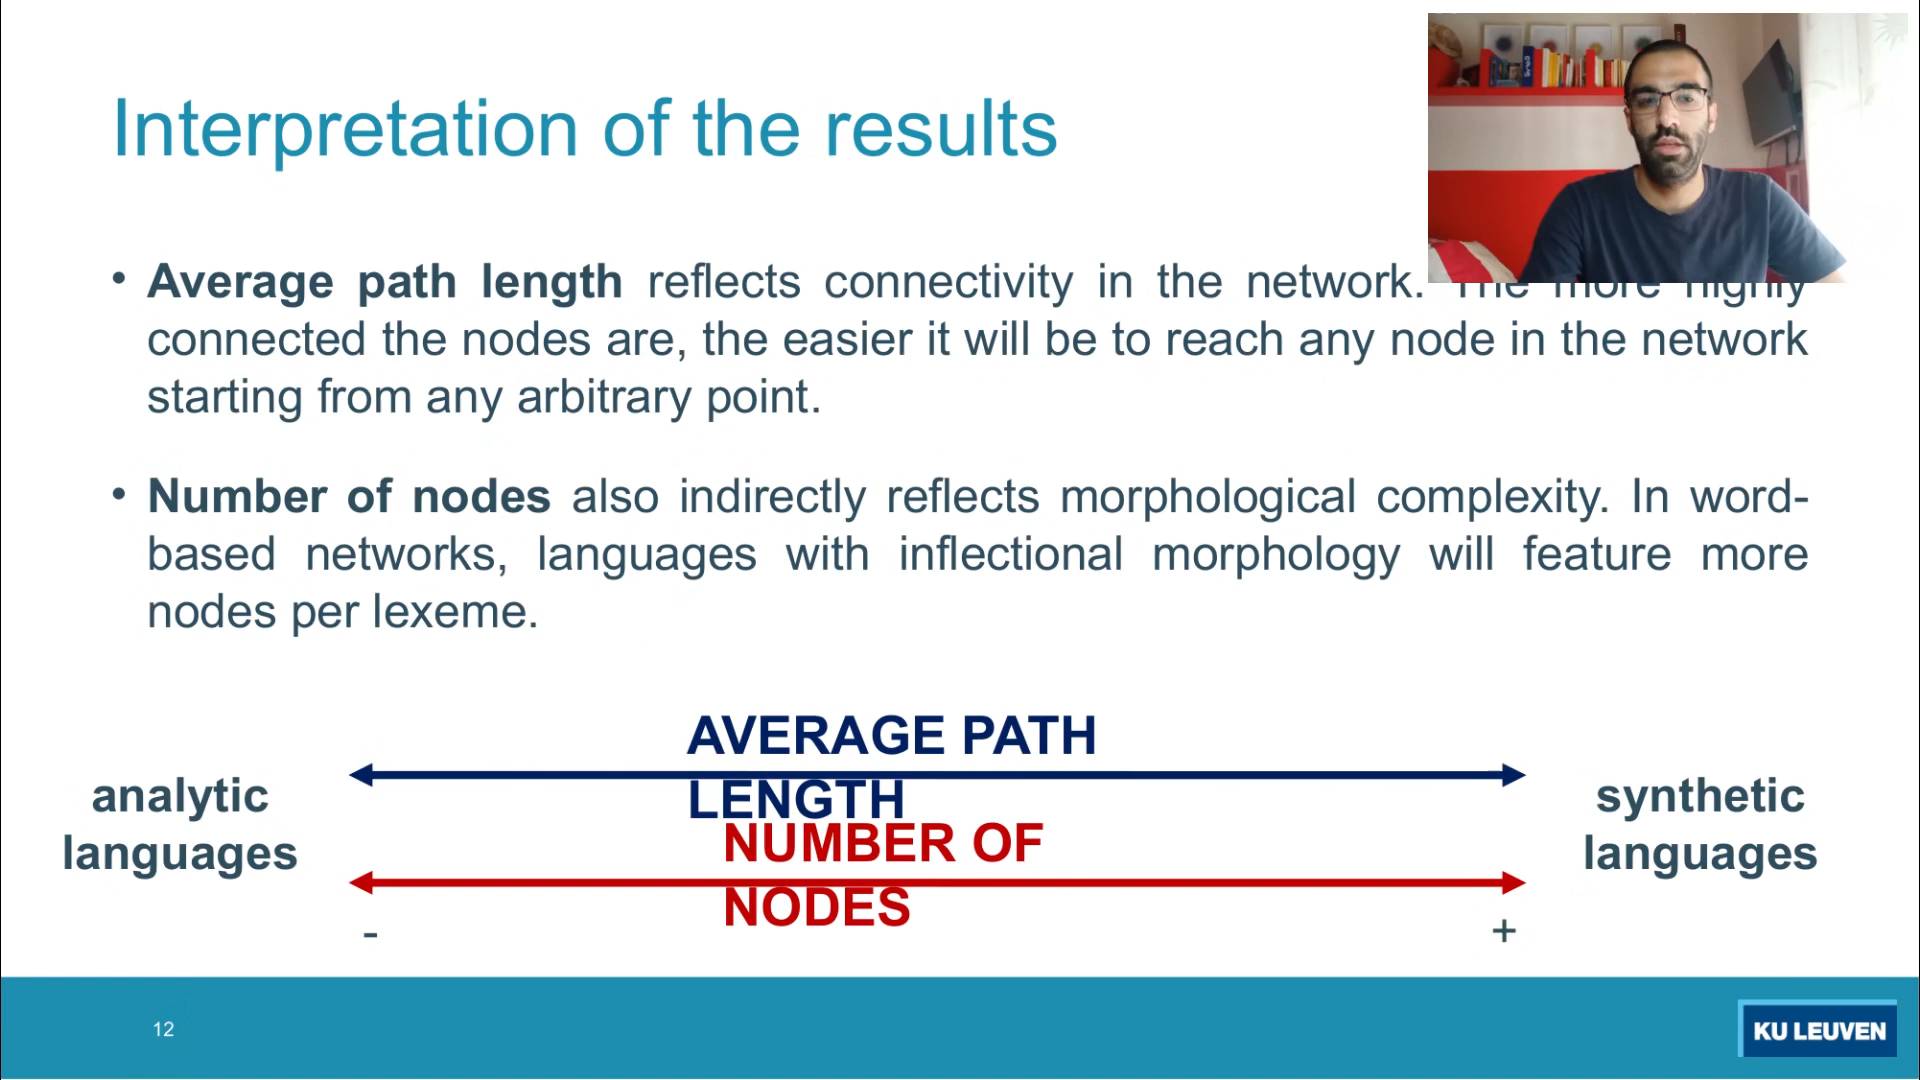 Interpretation of the results
• Average path length reflects connectivity in the network. The more highly
connected the nodes are, the easier it will be to reach any node in the network
starting from any arbitrary point.
• Number of nodes also indirectly reflects morphological complexity. In word-
based networks, languages with inflectional morphology will feature more
nodes per lexeme.
AVERAGE PATH
LENGTH
analytic
languages
synthetic
languages
NUMBER OF
NODES
-
+
12
KU LEUVEN